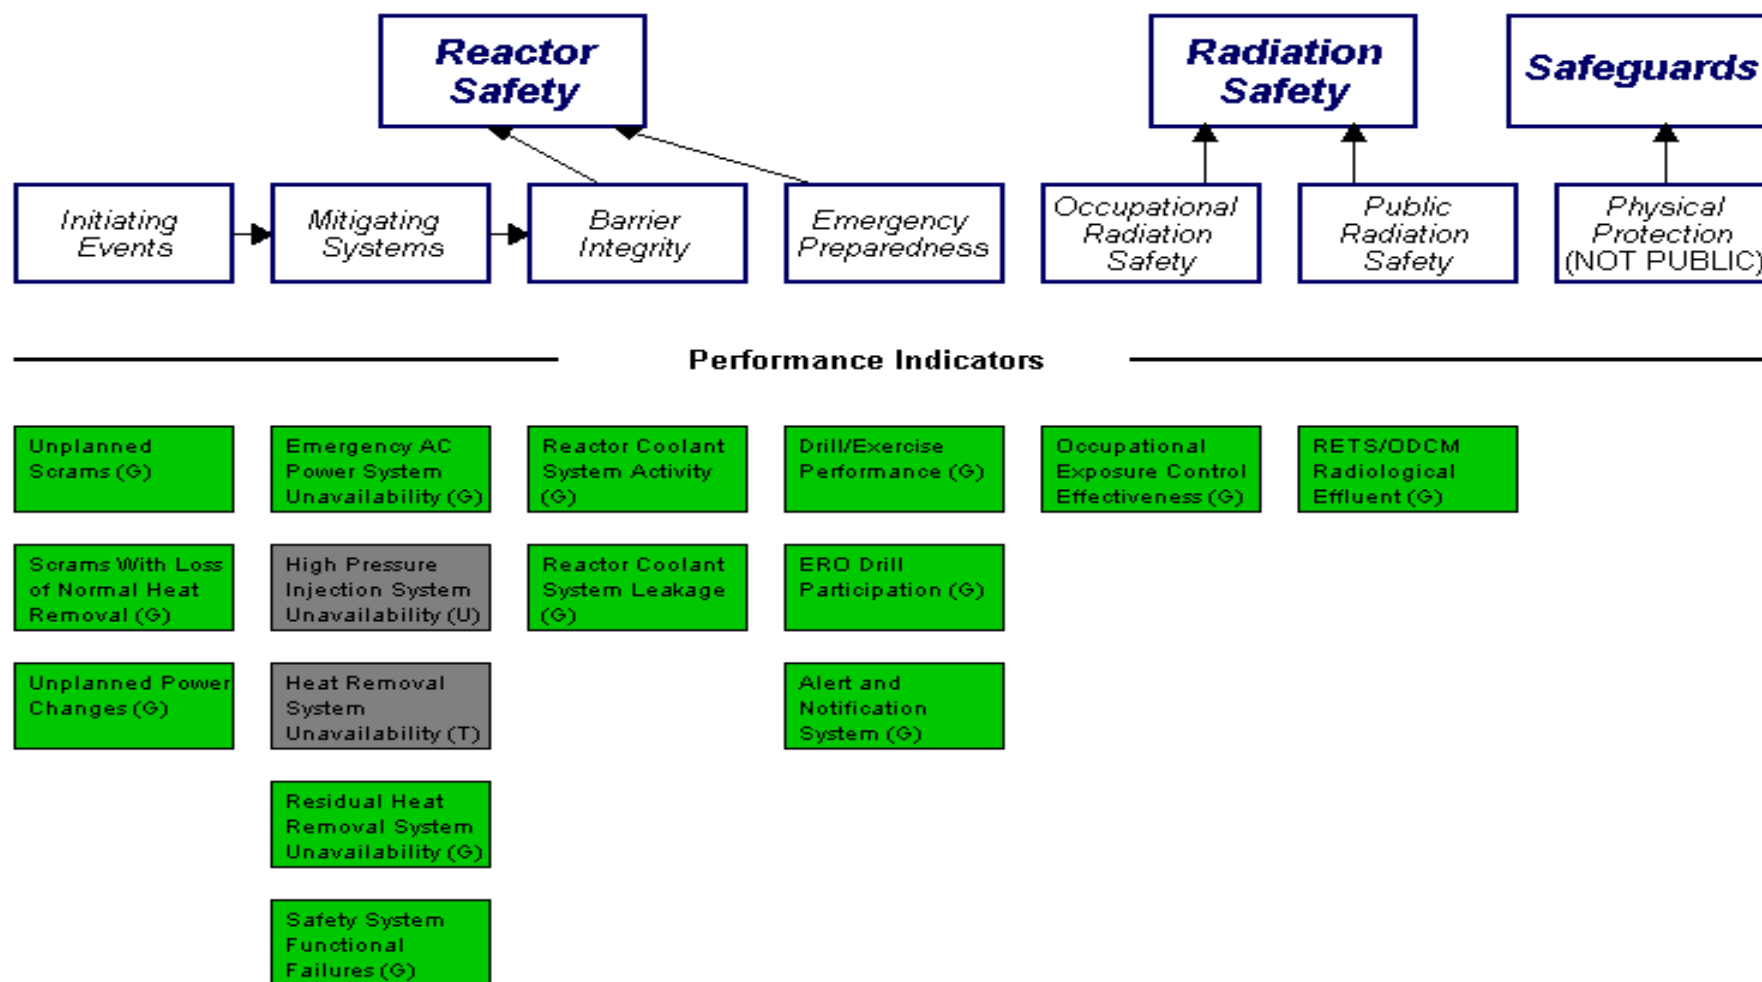 Reactor
Safety
Radiation
Safety
Safeguards
Initiating
Events
Mitigating
Systems
Barrier
Integrity
Emergency
Preparedness
Occupational
Radiation
Safety
Public
Radiation
Safety
Physical
Protection
(NOT PUBLIC)
Performance Indicators
Unplanned
Scrams (G)
Emergency AC
Power System
Unavailability (G)
Reactor Coolant
System Activity
(G)
Drill/Exercise
Performance (G)
Occupational
Exposure Control
Effectiveness (G)
RETS/ODCM
Radiological
Effluent (G)
Scrams With Loss
of Normal Heat
Removal (G)
High Pressure
Injection System
Unavailability (U)
Reactor Coolant
System Leakage
(G)
ERO Drill
Participation (G)
Unplanned Power
Changes (G)
Heat Removal
System
Unavailability (T)
Alert and
Notification
System (G)
Residual Heat
Removal System
Unavailability (G)
Safety System
Functional
Failures (G)